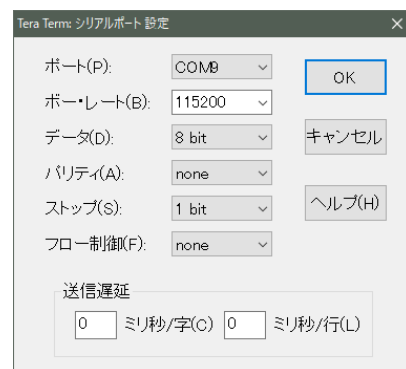 Tera Term: シリアルポート 設定
ポート(P): COM9 OK
ボー・レート(B): 115200
データ(D): 8 bit キャンセル
パリティ(A): none
ストップ(S): 1 bit ヘルプ(H)
フロー制御(F): none
送信遅延
0 ミリ秒/字(C) 0 ミリ秒/行(L)